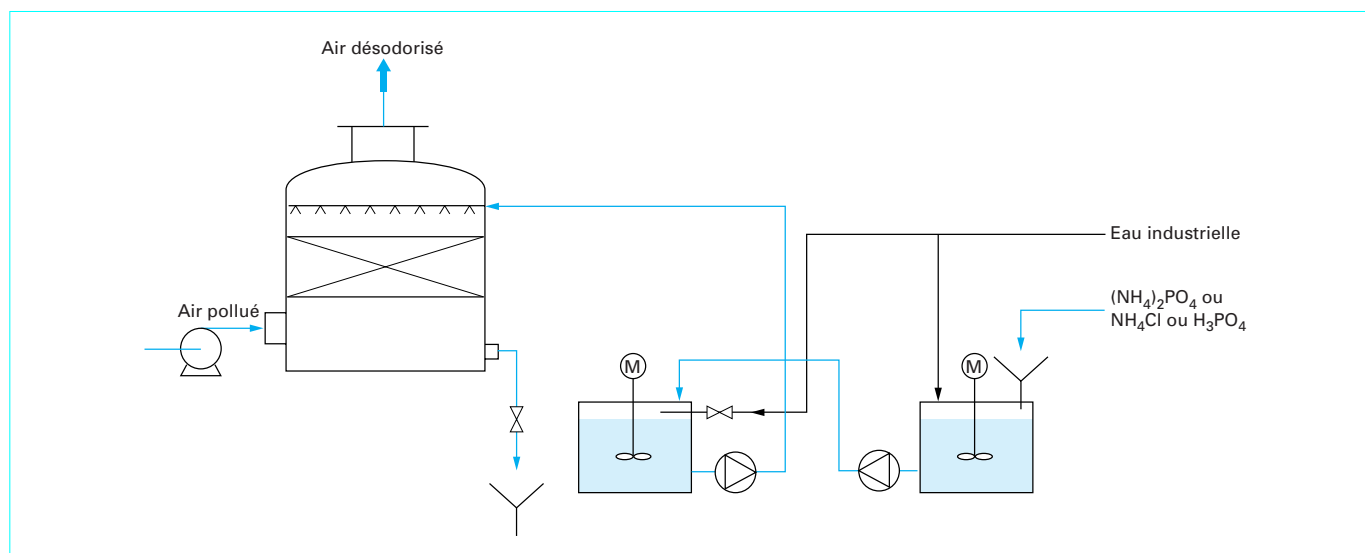 Air désodorisé
Eau industrielle
(NH₄)₂PO₄ ou
NH₄Cl ou H₃PO₄
Air pollué
M
M